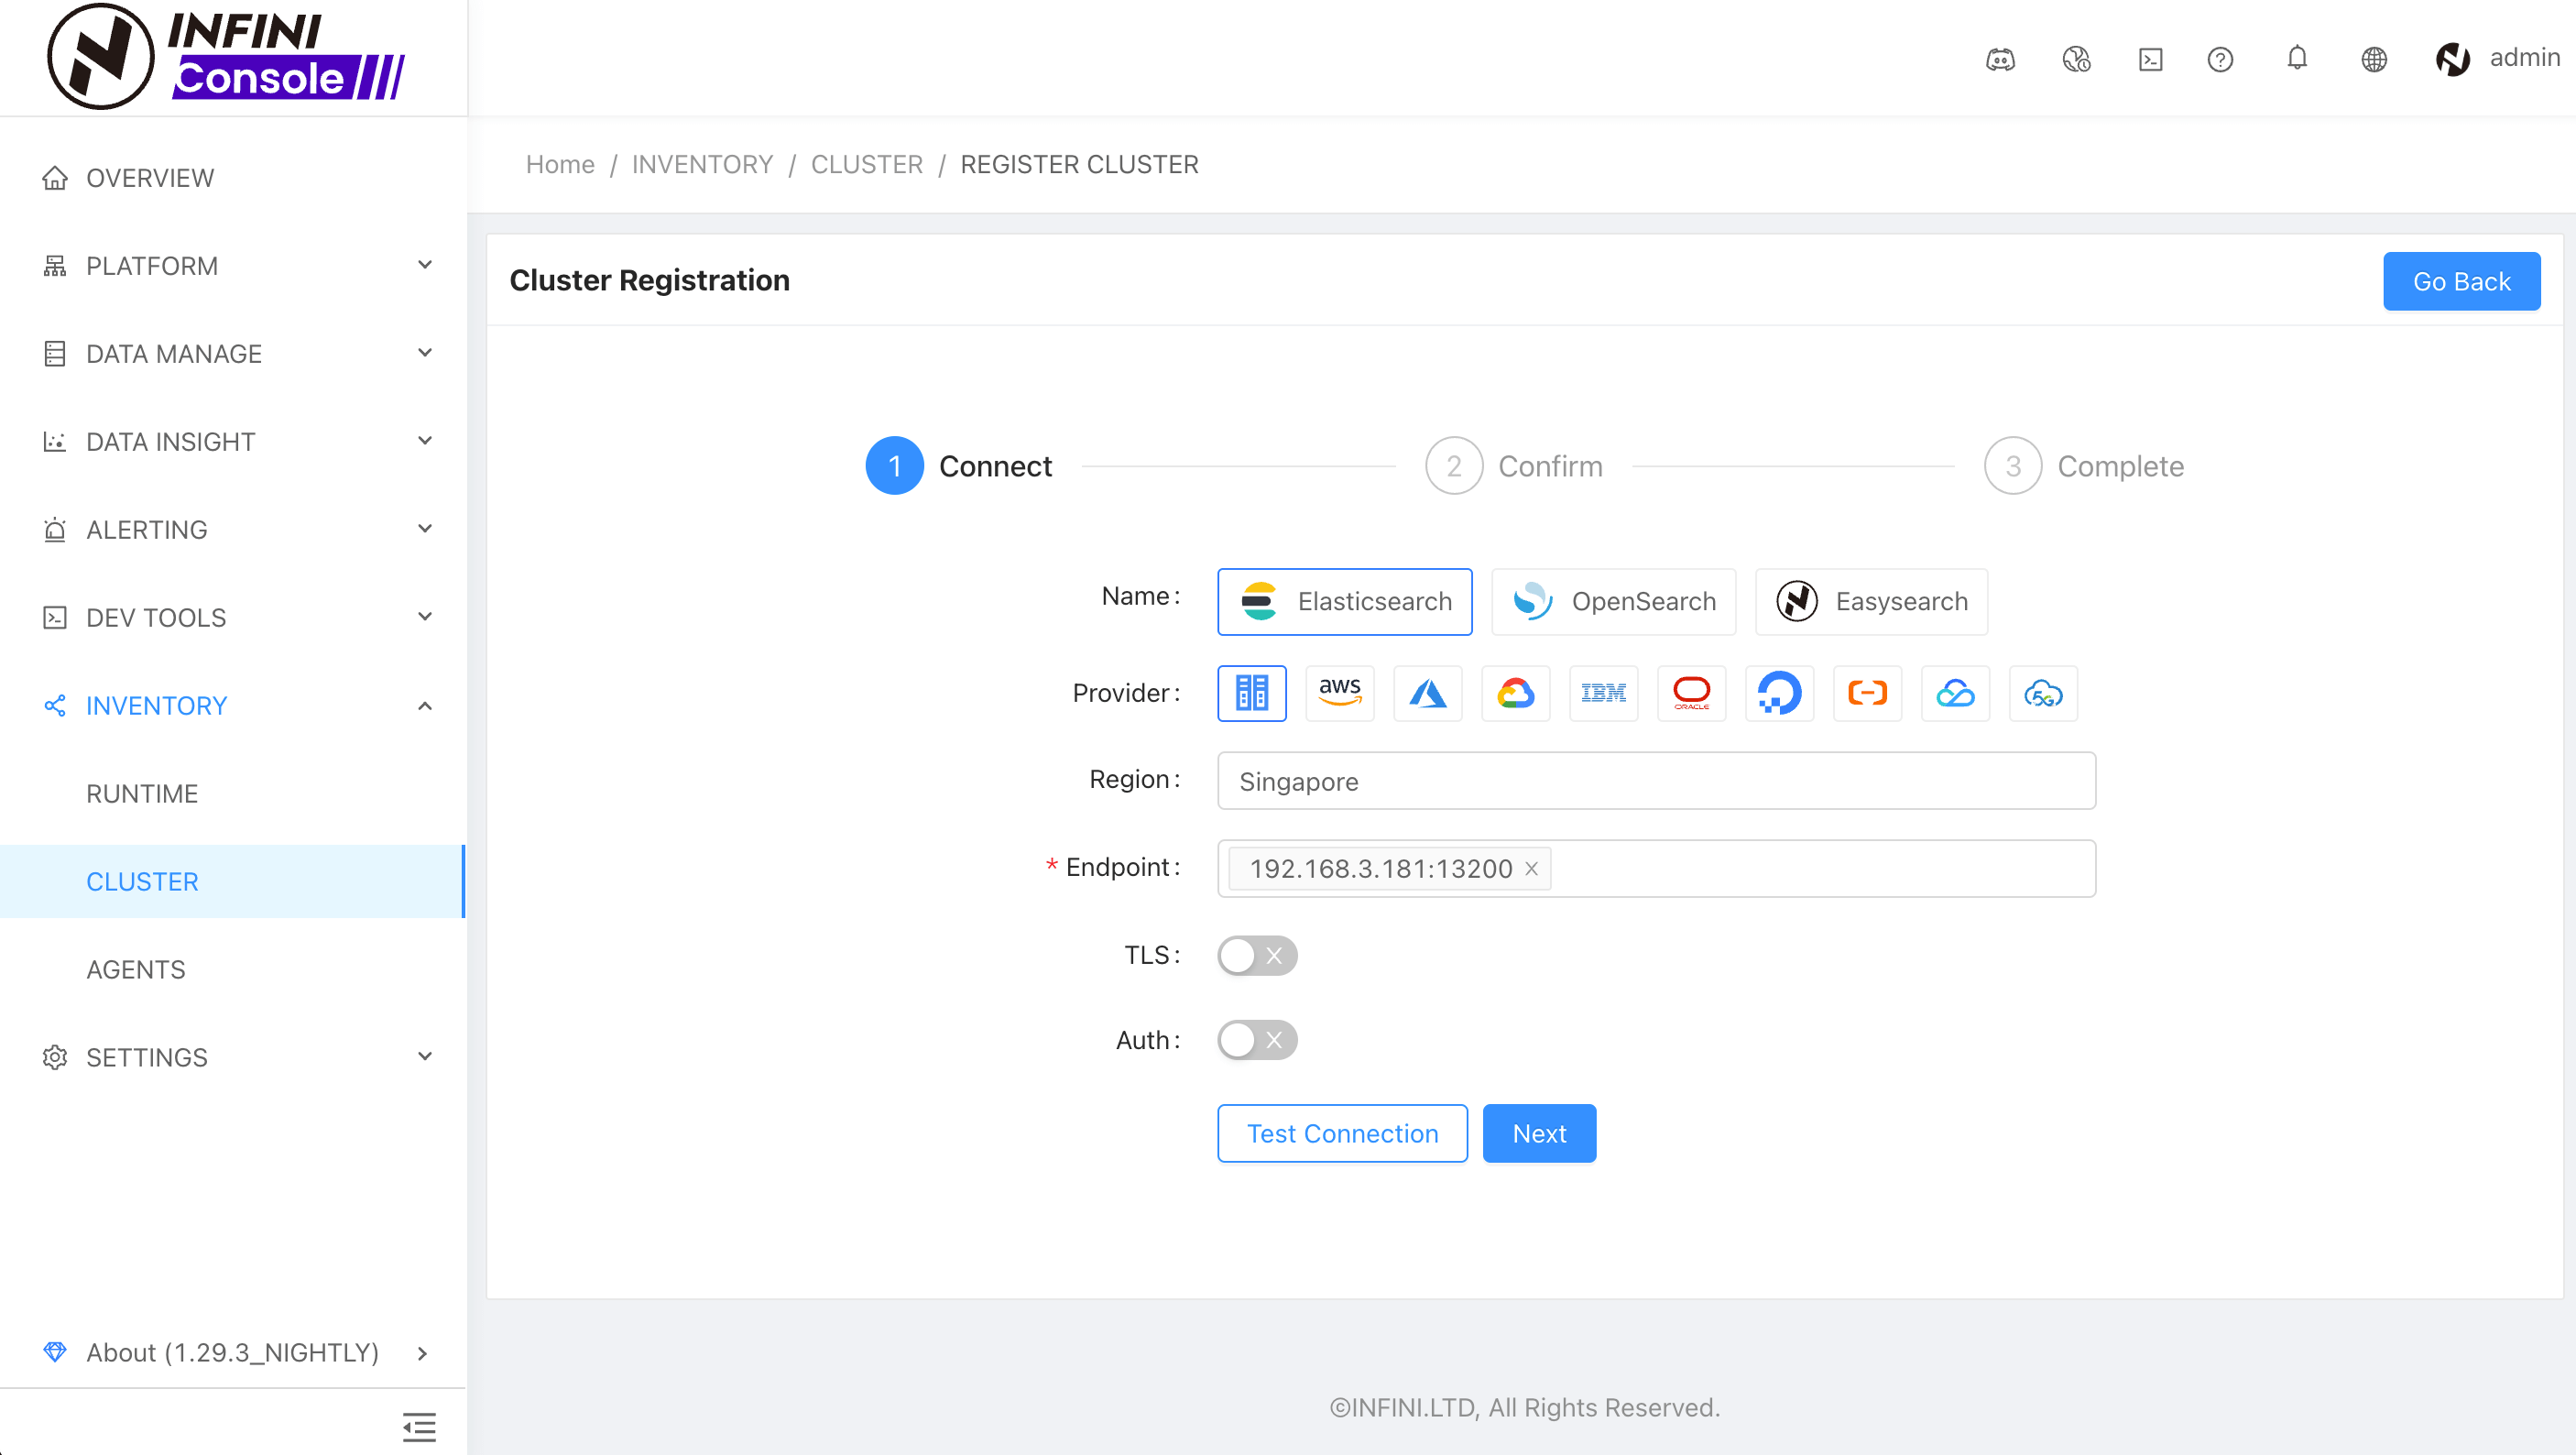 INFINI
Console
admin
Home / INVENTORY / CLUSTER / REGISTER CLUSTER
OVERVIEW
PLATFORM
DATA MANAGE
DATA INSIGHT
ALERTING
DEV TOOLS
INVENTORY
RUNTIME
CLUSTER
AGENTS
SETTINGS
About (1.29.3_NIGHTLY)
Cluster Registration
Go Back
1 Connect
2 Confirm
3 Complete
Name:
Elasticsearch
OpenSearch
Easysearch
Provider:
aws
IBM
ORACLE
5G
Region:
Singapore
* Endpoint:
192.168.3.181:13200
TLS:
Auth:
Test Connection
Next
©INFINI.LTD, All Rights Reserved.